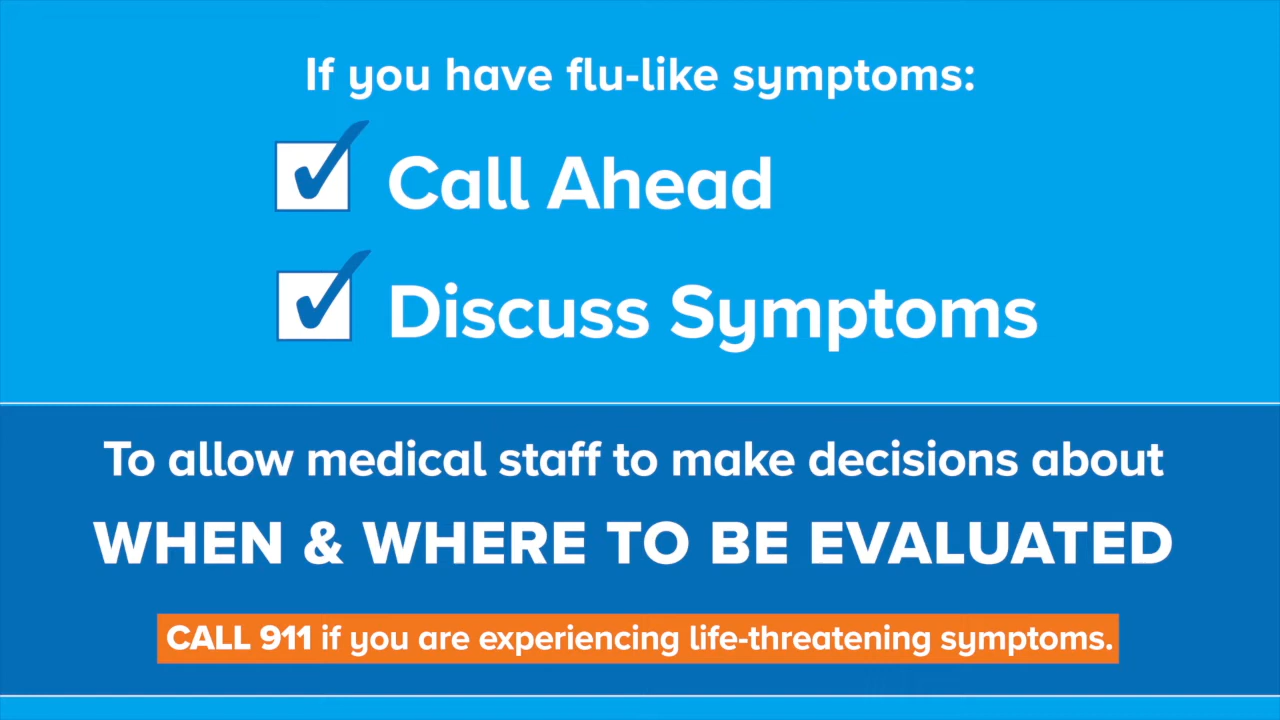 If you have flu-like symptoms:
Call Ahead
Discuss Symptoms
To allow medical staff to make decisions about
WHEN & WHERE TO BE EVALUATED
CALL 911 if you are experiencing life-threatening symptoms.